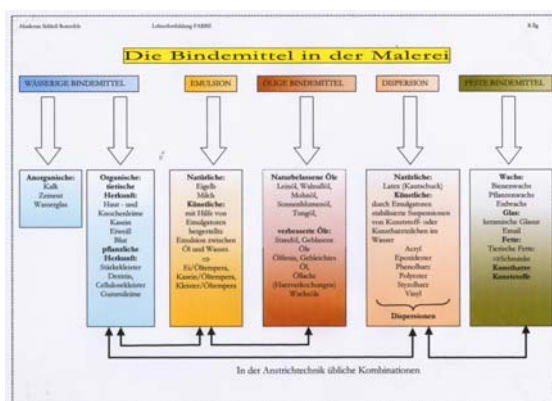 Akademie Schloß Rotenfels
Lehrerfortbildung FARBE
Die Bindemittel in der Malerei
WÄSSERIGE BINDEMITTEL
EMULSION
ÖLIGE BINDEMITTEL
DISPERSION
FESTE BINDEMITTEL
Anorganische:
Kalk
Zement
Wasserglas
Organische:
tierische
Herkunft:
Haut - und
Knochenleime
Kasein
Eiweiß
Blut
pflanzliche
Herkunft:
Stärkekleister
Dextrin,
Cellulosekleister
Gummileime
Natürliche:
Eigelb
Milch
Künstliche:
mit Hilfe von
Emulgatoren
hergestellte
Emulsion zwischen
Öl und Wasser.
⇨
Ei/Öltempera,
Kasein/Öltempera,
Kleister/Öltempera
Naturbelassene Öle
Leinöl, Walnußöl,
Mohnöl,
Sonnenblumenöl,
Tungöl,
verbesserte Öle:
Standöl, Geblasene
Öle
Ölfirnis, Gebleichtes
Öl,
Öllacke
(Harzverkochungen)
Wachsöle
Natürliche:
Latex (Kautschuck)
Künstliche:
durch Emulgatoren
stabilisierte Suspensionen
von Kunststoff- oder
Kunstharzteilchen im
Wasser
Acryl
Epoxidester
Phenolharz
Polyester
Styrolharz
Vinyl
Dispersionen
Wachs:
Bienenwachs
Pflanzenwachs
Erdwachs
Glas:
keramische Glasur
Email
Fette:
Tierische Fette:
⇨Schminke
Kunstharze
Kunststoffe
In der Anstrichtechnik übliche Kombinationen